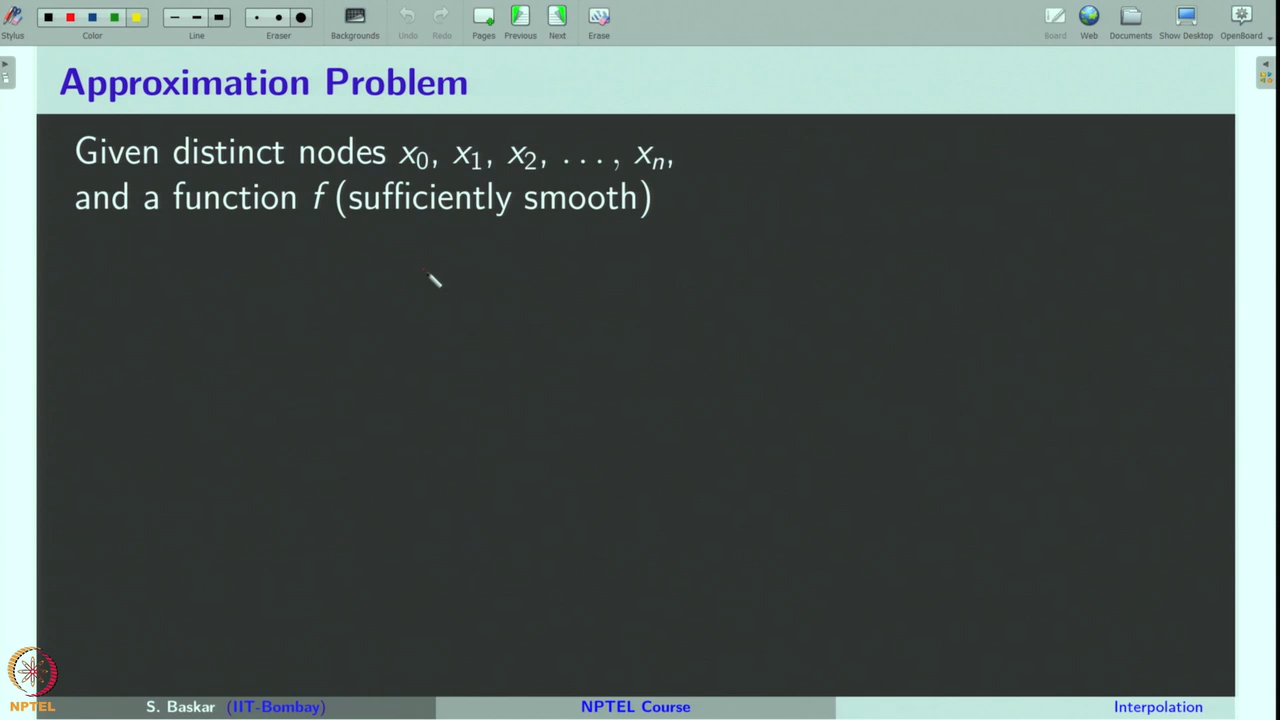 Stylus Color Line Eraser Backgrounds Undo Redo Pages Previous Next Erase Board Web Documents Show Desktop OpenBoard
Approximation Problem
Given distinct nodes x₀, x₁, x₂, . . . , xₙ,
and a function f (sufficiently smooth)
NPTEL
S. Baskar (IIT-Bombay) NPTEL Course Interpolation